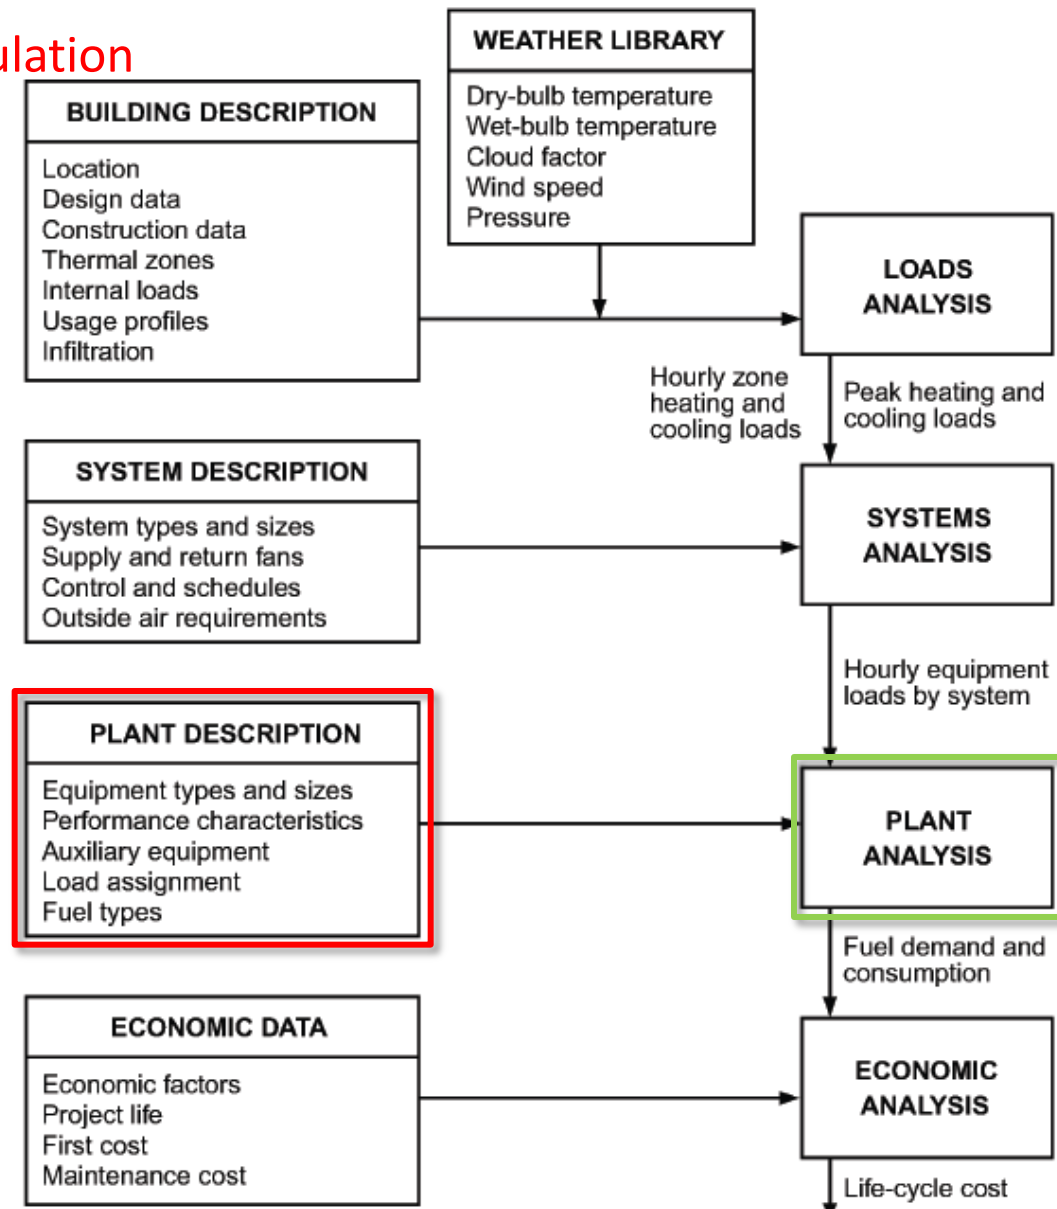 ulation
WEATHER LIBRARY
Dry-bulb temperature
Wet-bulb temperature
Cloud factor
Wind speed
Pressure
BUILDING DESCRIPTION
Location
Design data
Construction data
Thermal zones
Internal loads
Usage profiles
Infiltration
LOADS
ANALYSIS
Hourly zone
heating and
cooling loads
Peak heating and
cooling loads
SYSTEM DESCRIPTION
System types and sizes
Supply and return fans
Control and schedules
Outside air requirements
SYSTEMS
ANALYSIS
Hourly equipment
loads by system
PLANT DESCRIPTION
Equipment types and sizes
Performance characteristics
Auxiliary equipment
Load assignment
Fuel types
PLANT
ANALYSIS
Fuel demand and
consumption
ECONOMIC DATA
Economic factors
Project life
First cost
Maintenance cost
ECONOMIC
ANALYSIS
Life-cycle cost